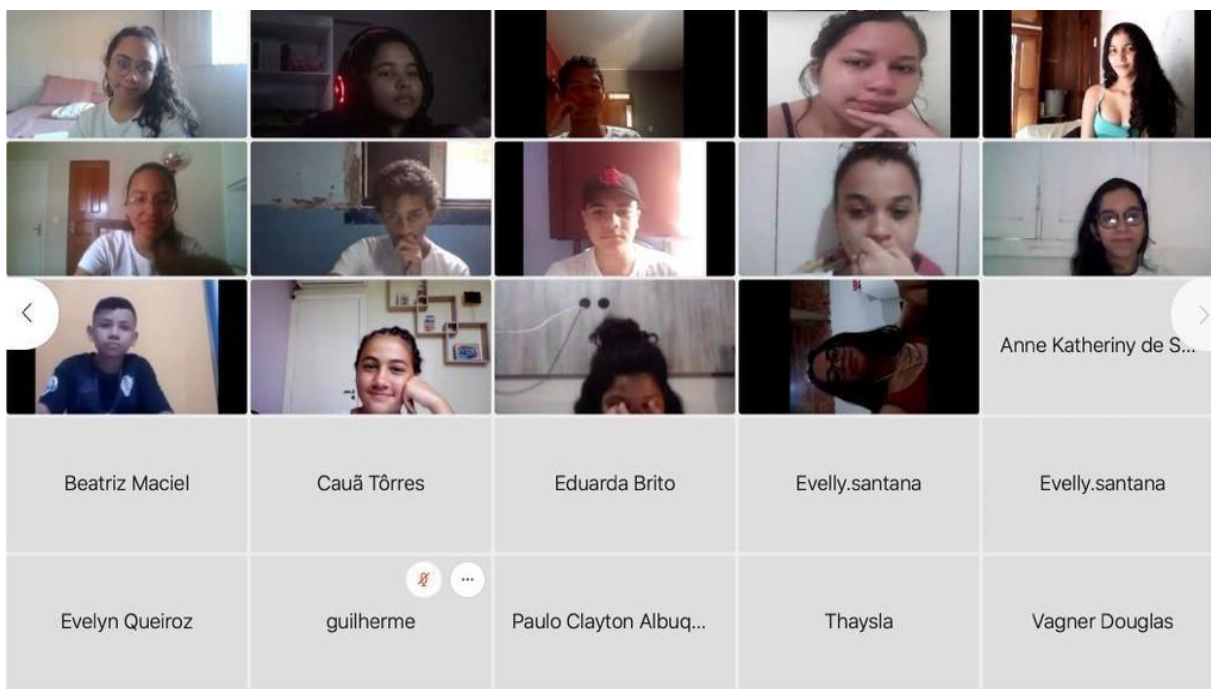 Anne Katheriny de S...
Beatriz Maciel
Cauã Tôrres
Eduarda Brito
Evelly.santana
Evelly.santana
Evelyn Queiroz
guilherme
Paulo Clayton Albuq...
Thaysla
Vagner Douglas